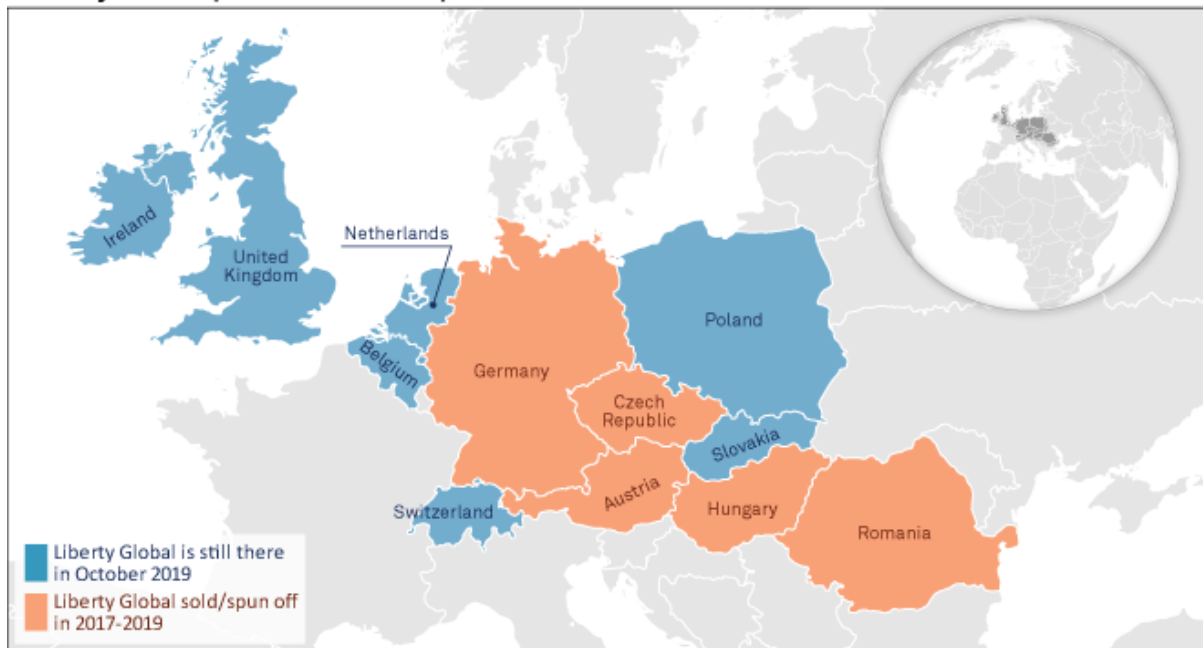 Ireland
United
Kingdom
Netherlands
Belgium
Germany
Poland
Czech
Republic
Slovakia
Austria
Switzerland
Hungary
Romania
Liberty Global is still there
in October 2019
Liberty Global sold/spun off
in 2017-2019